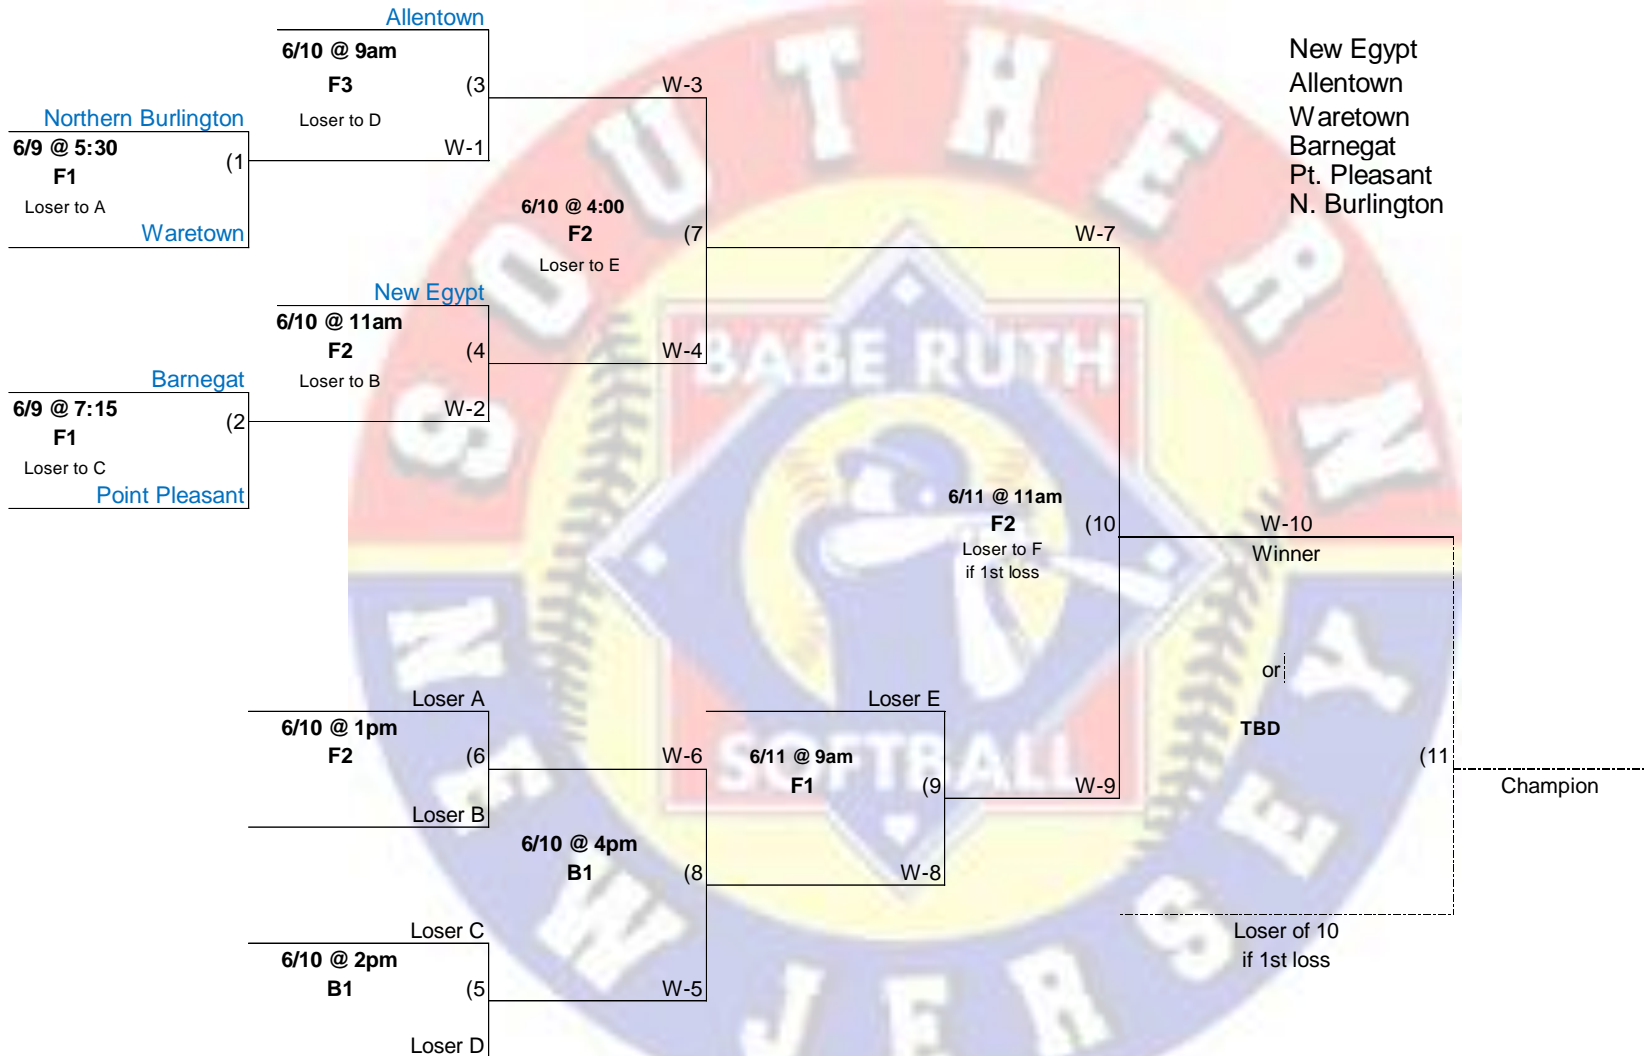 Allentown
6/10 @ 9am
F3
(3
Loser to D
W-3
New Egypt
Allentown
Waretown
Barnegat
Pt. Pleasant
N. Burlington
Northern Burlington
6/9 @ 5:30
F1
(1
Loser to A
W-1
Waretown
6/10 @ 4:00
F2
(7
Loser to E
W-7
New Egypt
6/10 @ 11am
F2
(4
Loser to B
W-4
Barnegat
6/9 @ 7:15
F1
(2
Loser to C
W-2
Point Pleasant
6/11 @ 11am
F2
(10
Loser to F
if 1st loss
W-10
Winner
or
TBD
(11
Champion
Loser A
6/10 @ 1pm
F2
(6
Loser B
W-6
Loser E
6/11 @ 9am
F1
(9
W-9
6/10 @ 4pm
B1
(8
W-8
Loser C
6/10 @ 2pm
B1
(5
W-5
Loser D
Loser of 10
if 1st loss
SOUTHERN
BABE RUTH
SOFTBALL
NEW JERSEY